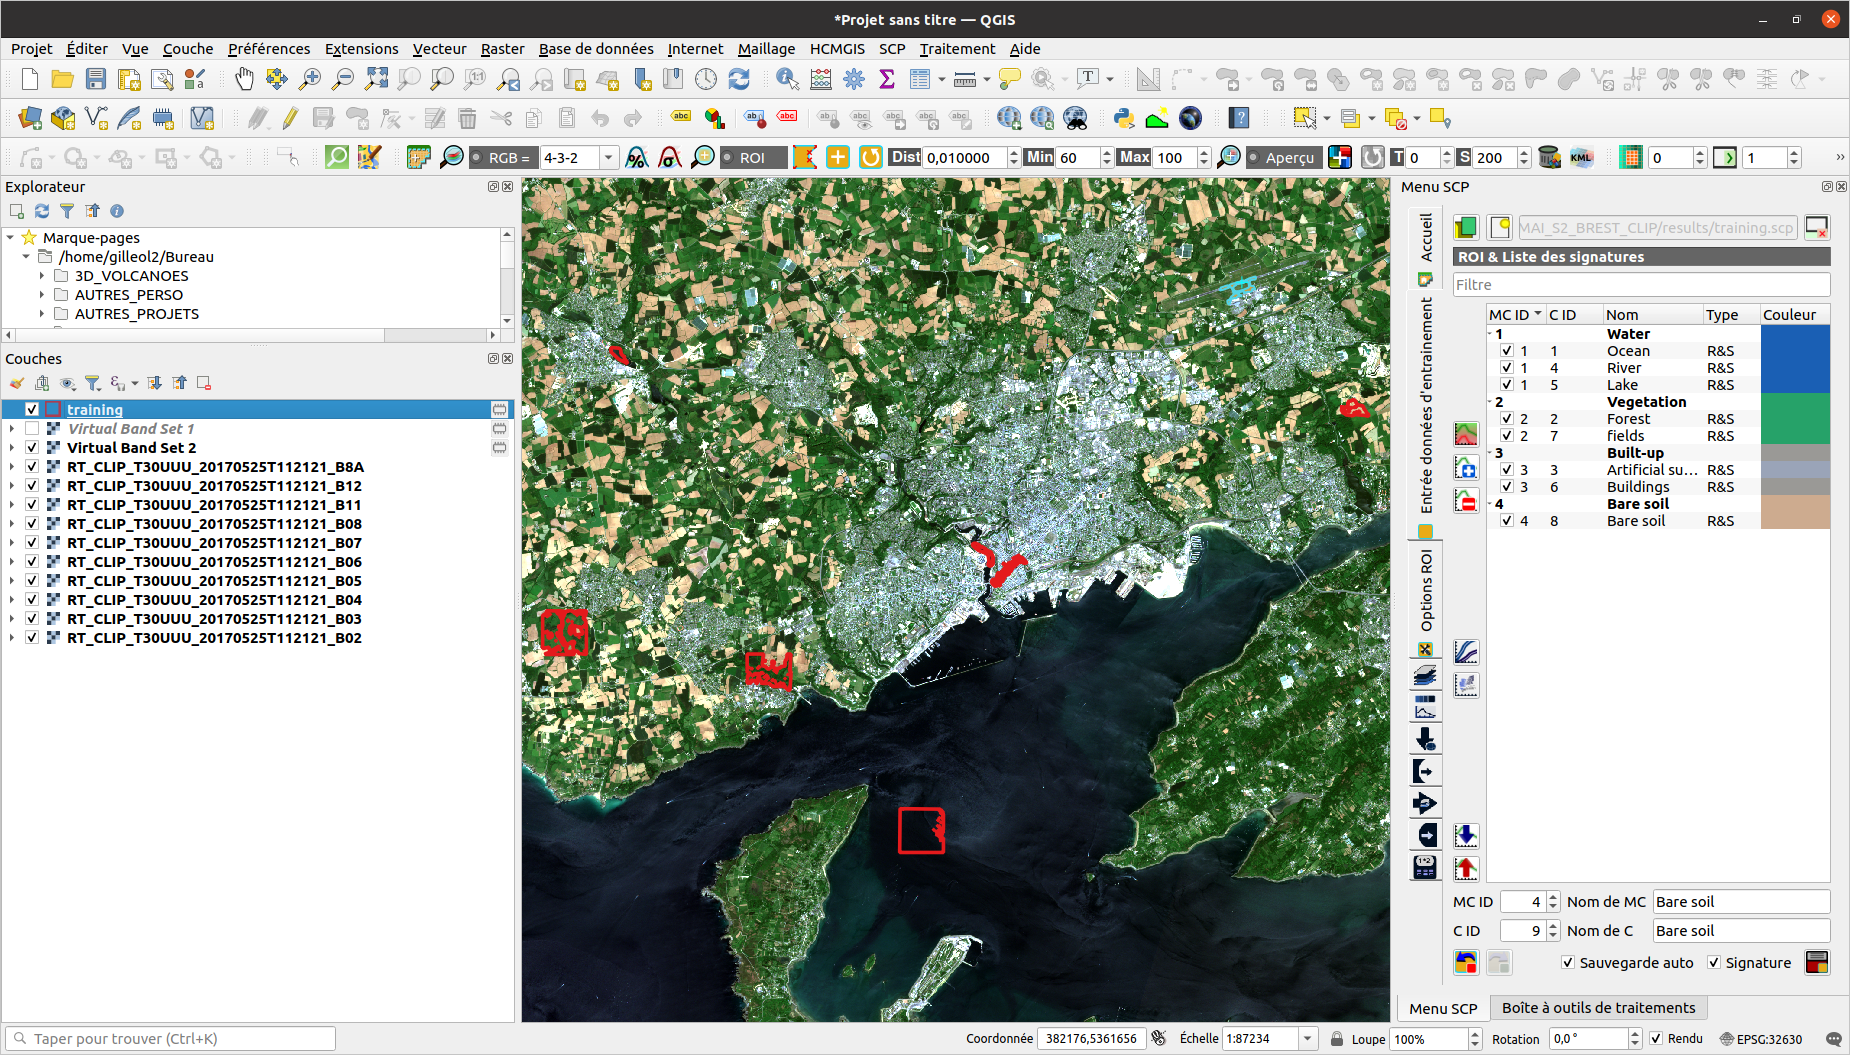 *Projet sans titre — QGIS
Projet Éditer Vue Couche Préférences Extensions Vecteur Raster Base de données Internet Maillage HCMGIS SCP Traitement Aide
RGB = 4-3-2 ROI Dist 0,010000 Min 60 Max 100 Aperçu T 0 S 200 KML 0 1
Explorateur
Marque-pages
/home/gilleol2/Bureau
3D_VOLCANOES
AUTRES_PERSO
AUTRES_PROJETS
Couches
training
Virtual Band Set 1
Virtual Band Set 2
RT_CLIP_T30UUU_20170525T112121_B8A
RT_CLIP_T30UUU_20170525T112121_B12
RT_CLIP_T30UUU_20170525T112121_B11
RT_CLIP_T30UUU_20170525T112121_B08
RT_CLIP_T30UUU_20170525T112121_B07
RT_CLIP_T30UUU_20170525T112121_B06
RT_CLIP_T30UUU_20170525T112121_B05
RT_CLIP_T30UUU_20170525T112121_B04
RT_CLIP_T30UUU_20170525T112121_B03
RT_CLIP_T30UUU_20170525T112121_B02
Menu SCP
Accueil
Entrée données d'entrainement
Options ROI
MAI_S2_BREST_CLIP/results/training.scp
ROI & Liste des signatures
Filtre
MC ID C ID Nom Type Couleur
1 Water
1 1 Ocean R&S
1 4 River R&S
1 5 Lake R&S
2 Vegetation
2 2 Forest R&S
2 7 fields R&S
3 Built-up
3 3 Artificial su... R&S
3 6 Buildings R&S
4 Bare soil
4 8 Bare soil R&S
MC ID 4 Nom de MC Bare soil
C ID 9 Nom de C Bare soil
Sauvegarde auto Signature
Menu SCP Boîte à outils de traitements
Taper pour trouver (Ctrl+K) Coordonnée 382176,5361656 Échelle 1:87234 Loupe 100% Rotation 0,0 ° Rendu EPSG:32630